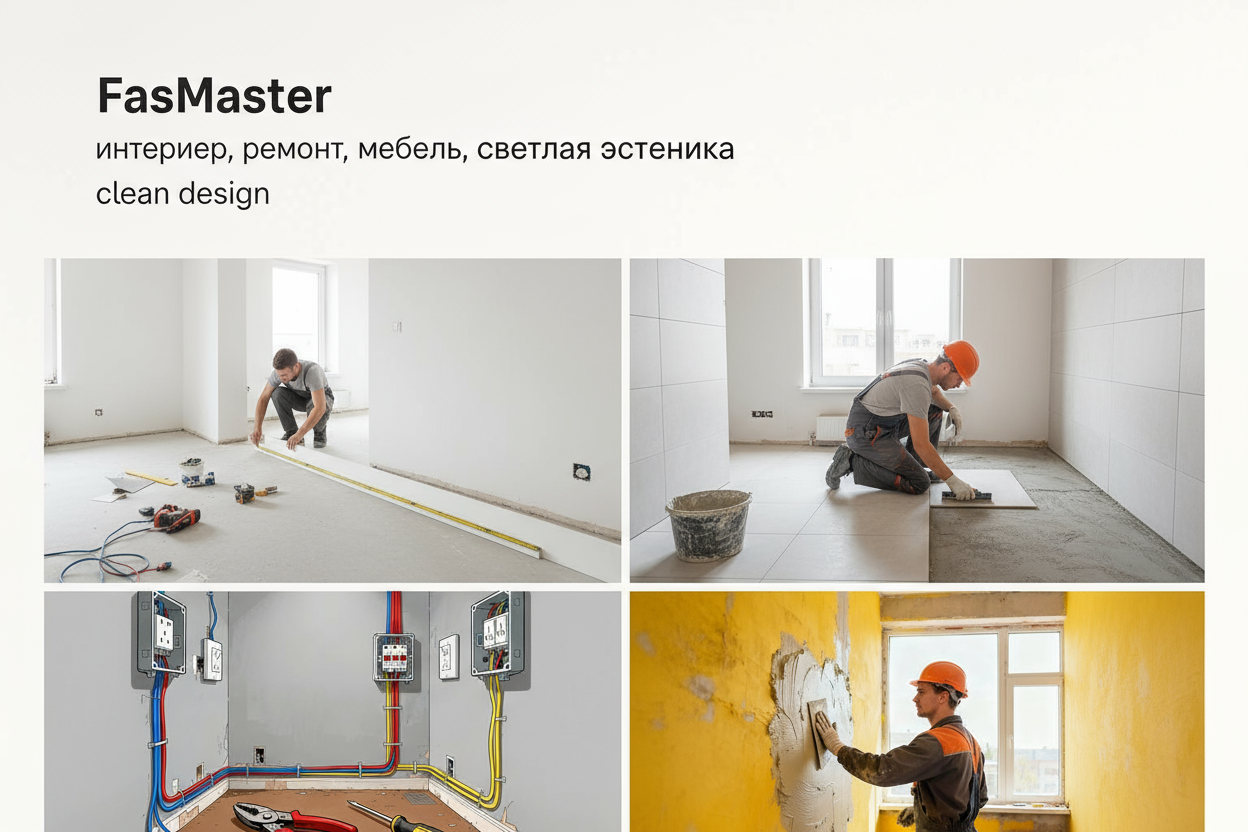 FasMaster
интериер, ремонт, мебель, светлая эстеника
clean design